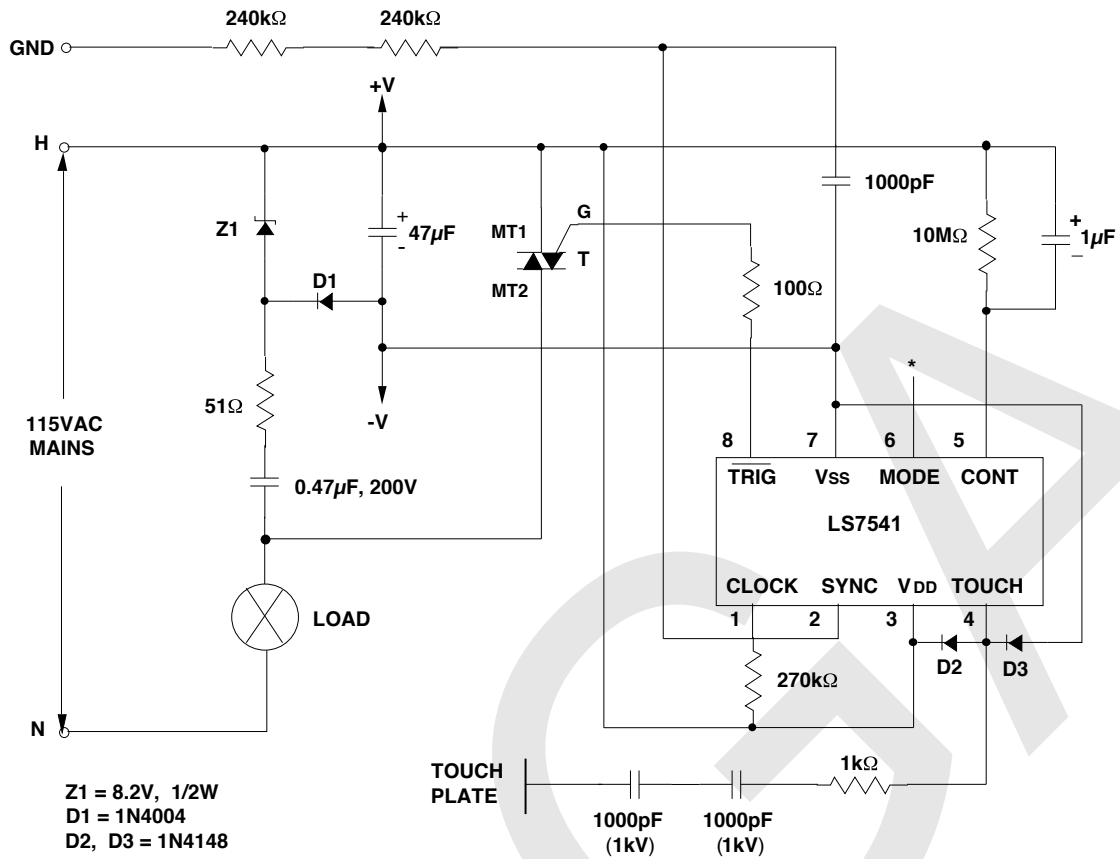 240kΩ 240kΩ
GND
+V
H
1000pF
Z1
+
-
47µF
MT1
G
T
MT2
10MΩ
+
–
1µF
D1
100Ω
51Ω
-V
*
115VAC
MAINS
8 7 6 5
0.47µF, 200V
TRIG Vss MODE CONT
LS7541
CLOCK SYNC VDD TOUCH
LOAD
1 2 3 4
D2 D3
270kΩ
N
1kΩ
TOUCH
PLATE
1000pF
(1kV)
1000pF
(1kV)
Z1 = 8.2V, 1/2W
D1 = 1N4004
D2, D3 = 1N4148